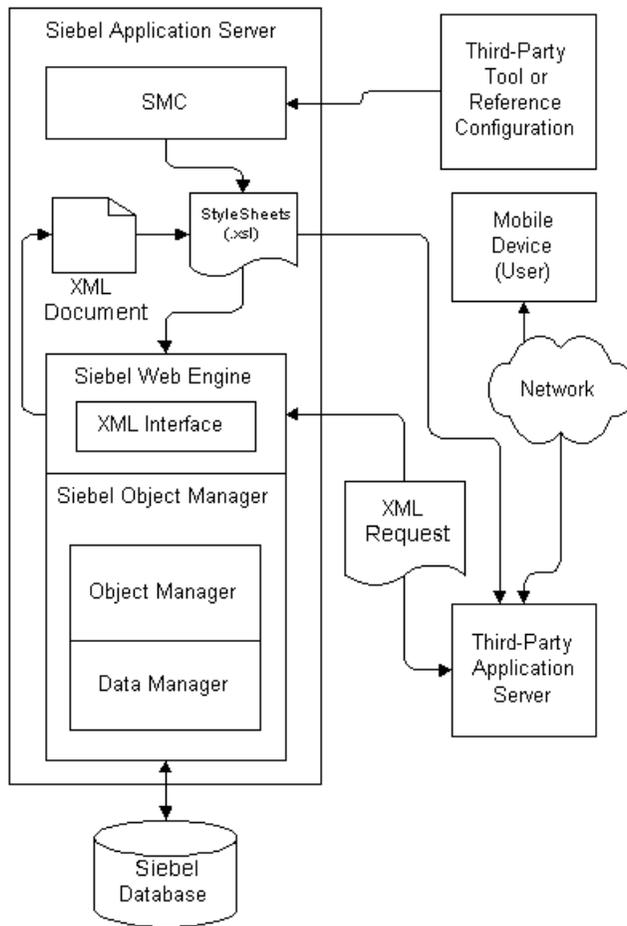 Siebel Application Server
SMC
Third-Party
Tool or
Reference
Configuration
StyleSheets
(.xsl)
XML
Document
Mobile
Device
(User)
Network
Siebel Web Engine
XML Interface
Siebel Object Manager
XML
Request
Object Manager
Data Manager
Third-Party
Application
Server
Siebel
Database